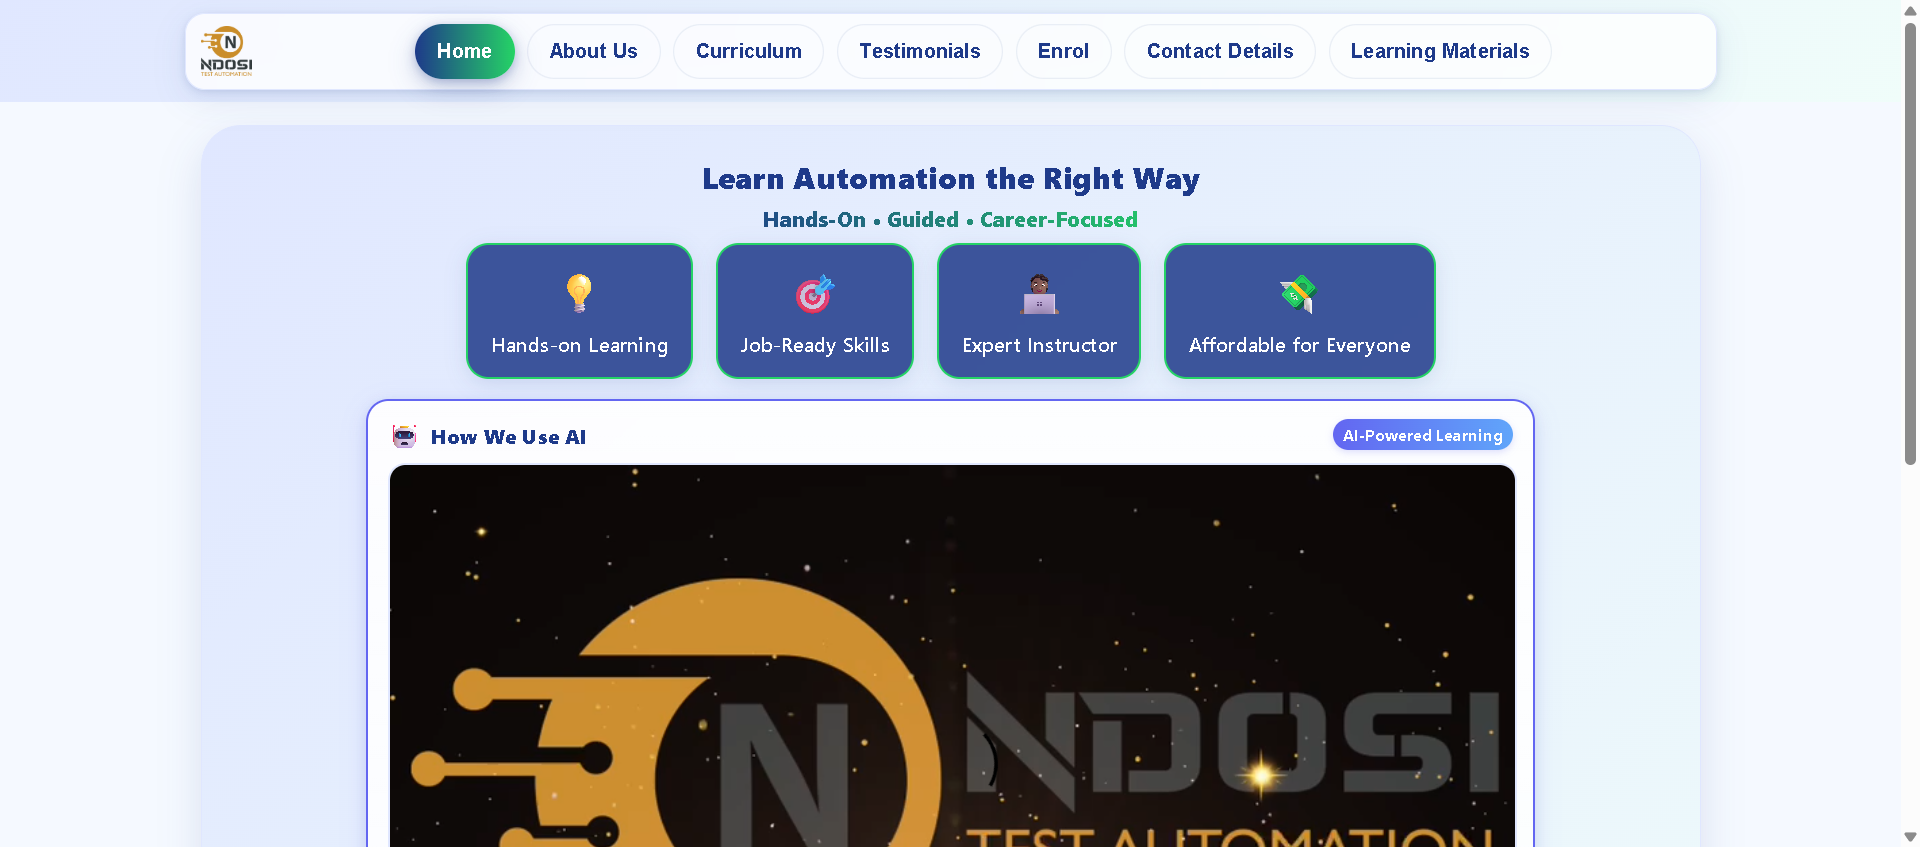 N
NDOSI
TEST AUTOMATION
Home
About Us
Curriculum
Testimonials
Enrol
Contact Details
Learning Materials
Learn Automation the Right Way
Hands-On • Guided • Career-Focused
Hands-on Learning
Job-Ready Skills
Expert Instructor
Affordable for Everyone
How We Use AI
AI-Powered Learning
N
NDOSI
TEST AUTOMATION